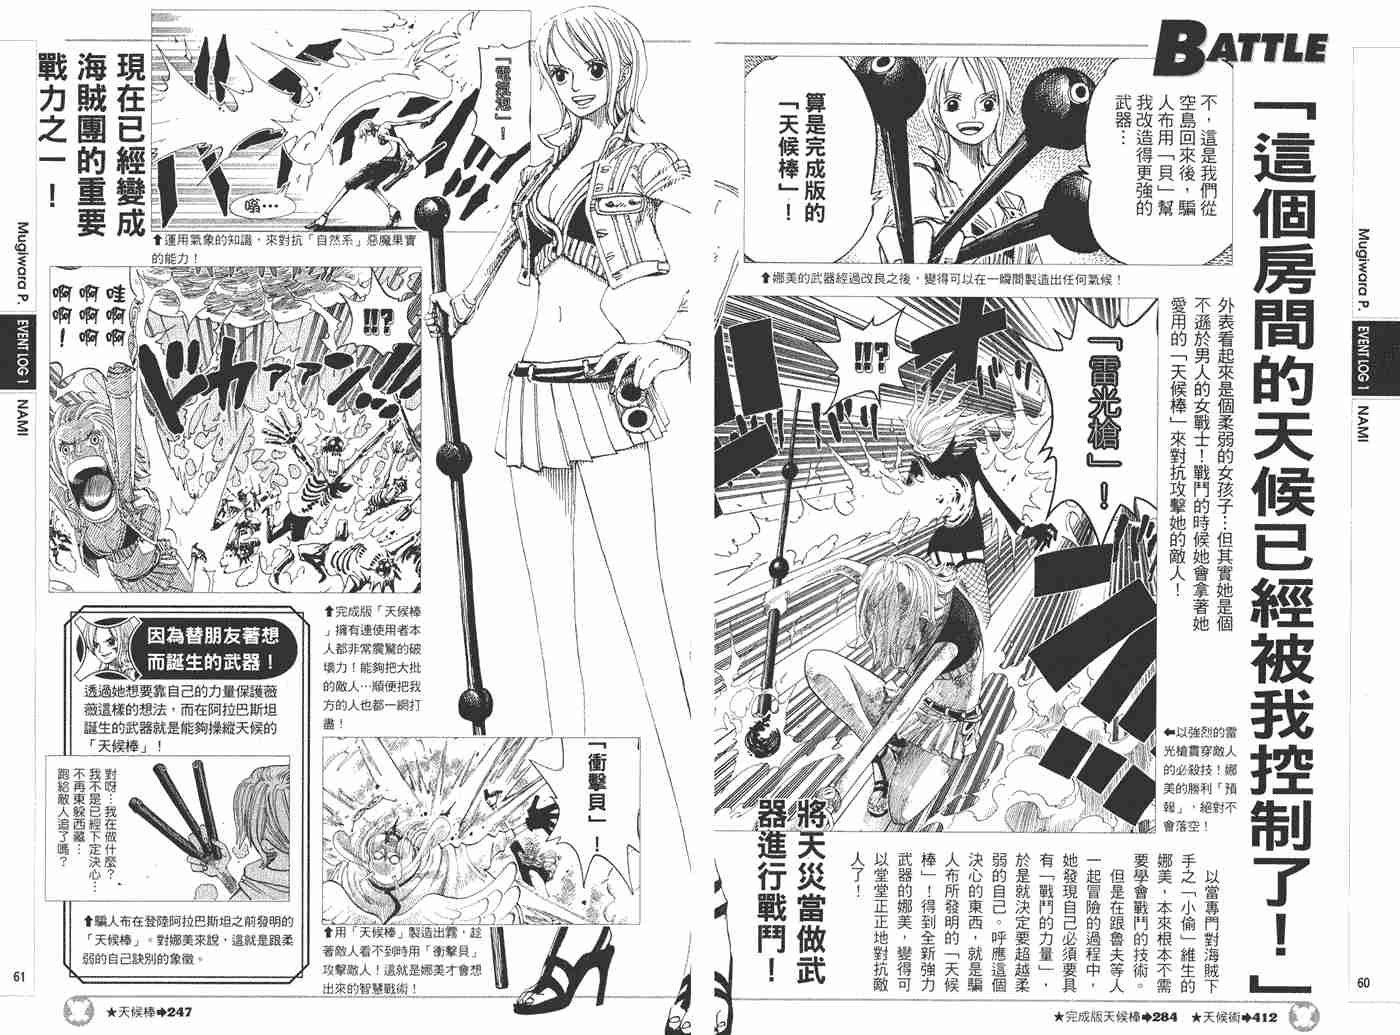 BATTLE
「這個房間的天候已經被我控制了！」
不，這是我們從
空島回來後，騙
人布用「貝」幫
我改造得更強的
武器…
算是完成版的
「天候棒」！
⬆娜美的武器經過改良之後，變得可以在一瞬間製造出任何氣候！
外表看起來是個柔弱的女孩子…但其實她是個
不遜於男人的女戰士！戰鬥的時候她會拿著她
愛用的「天候棒」來對抗攻擊她的敵人！
「雷光槍」！
!!?
⬅以強烈的雷
光槍貫穿敵人
的必殺技！娜
美的勝利「預
報」，絕對不
會落空！
將天災當做武
器進行戰鬥！
以當專門對海賊下
手之「小偷」維生的
娜美，本來根本不需
要學會戰鬥的技術。
但是在跟魯夫等人
一起冒險的過程中，
她發現自己必須要具
有「戰鬥的力量」，
於是就決定要超越柔
弱的自己。呼應這個
決心的東西，就是騙
人布所發明的「天候
棒」！得到全新強力
武器的娜美，變得可
以堂堂正正地對抗敵
人了！
★完成版天候棒➡284 ★天候術➡412
Mugiwara P.
EVENT LOG 1
NAMI
60
現在已經變成
海賊團的重要
戰力之一！
「電氣泡」！
嗡…
⬆運用氣象的知識，來對抗「自然系」惡魔果實
的能力！
!!?
哇啊啊
啊啊啊
啊啊！
ドカァァァン…ッ!!
⬆完成版「天候棒
」擁有連使用者本
人都非常震驚的破
壞力！能夠把大批
的敵人…順便把我
方的人也都一網打
盡！
因為替朋友著想
而誕生的武器！
透過她想要靠自己的力量保護薇
薇這樣的想法，而在阿拉巴斯坦
誕生的武器就是能夠操縱天候的
「天候棒」！
對呀…我在做什麼？
我不是已經下定決心…
不再東躲西藏…
跑給敵人追了嗎？
⬆騙人布在登陸阿拉巴斯坦之前發明的
「天候棒」。對娜美來說，這就是跟柔
弱的自己訣別的象徵。
「衝擊貝」！
⬆用「天候棒」製造出霧，趁
著敵人看不到時用「衝擊貝」
攻擊敵人！這就是娜美才會想
出來的智慧戰術！
★天候棒➡247
Mugiwara P.
EVENT LOG 1
NAMI
61